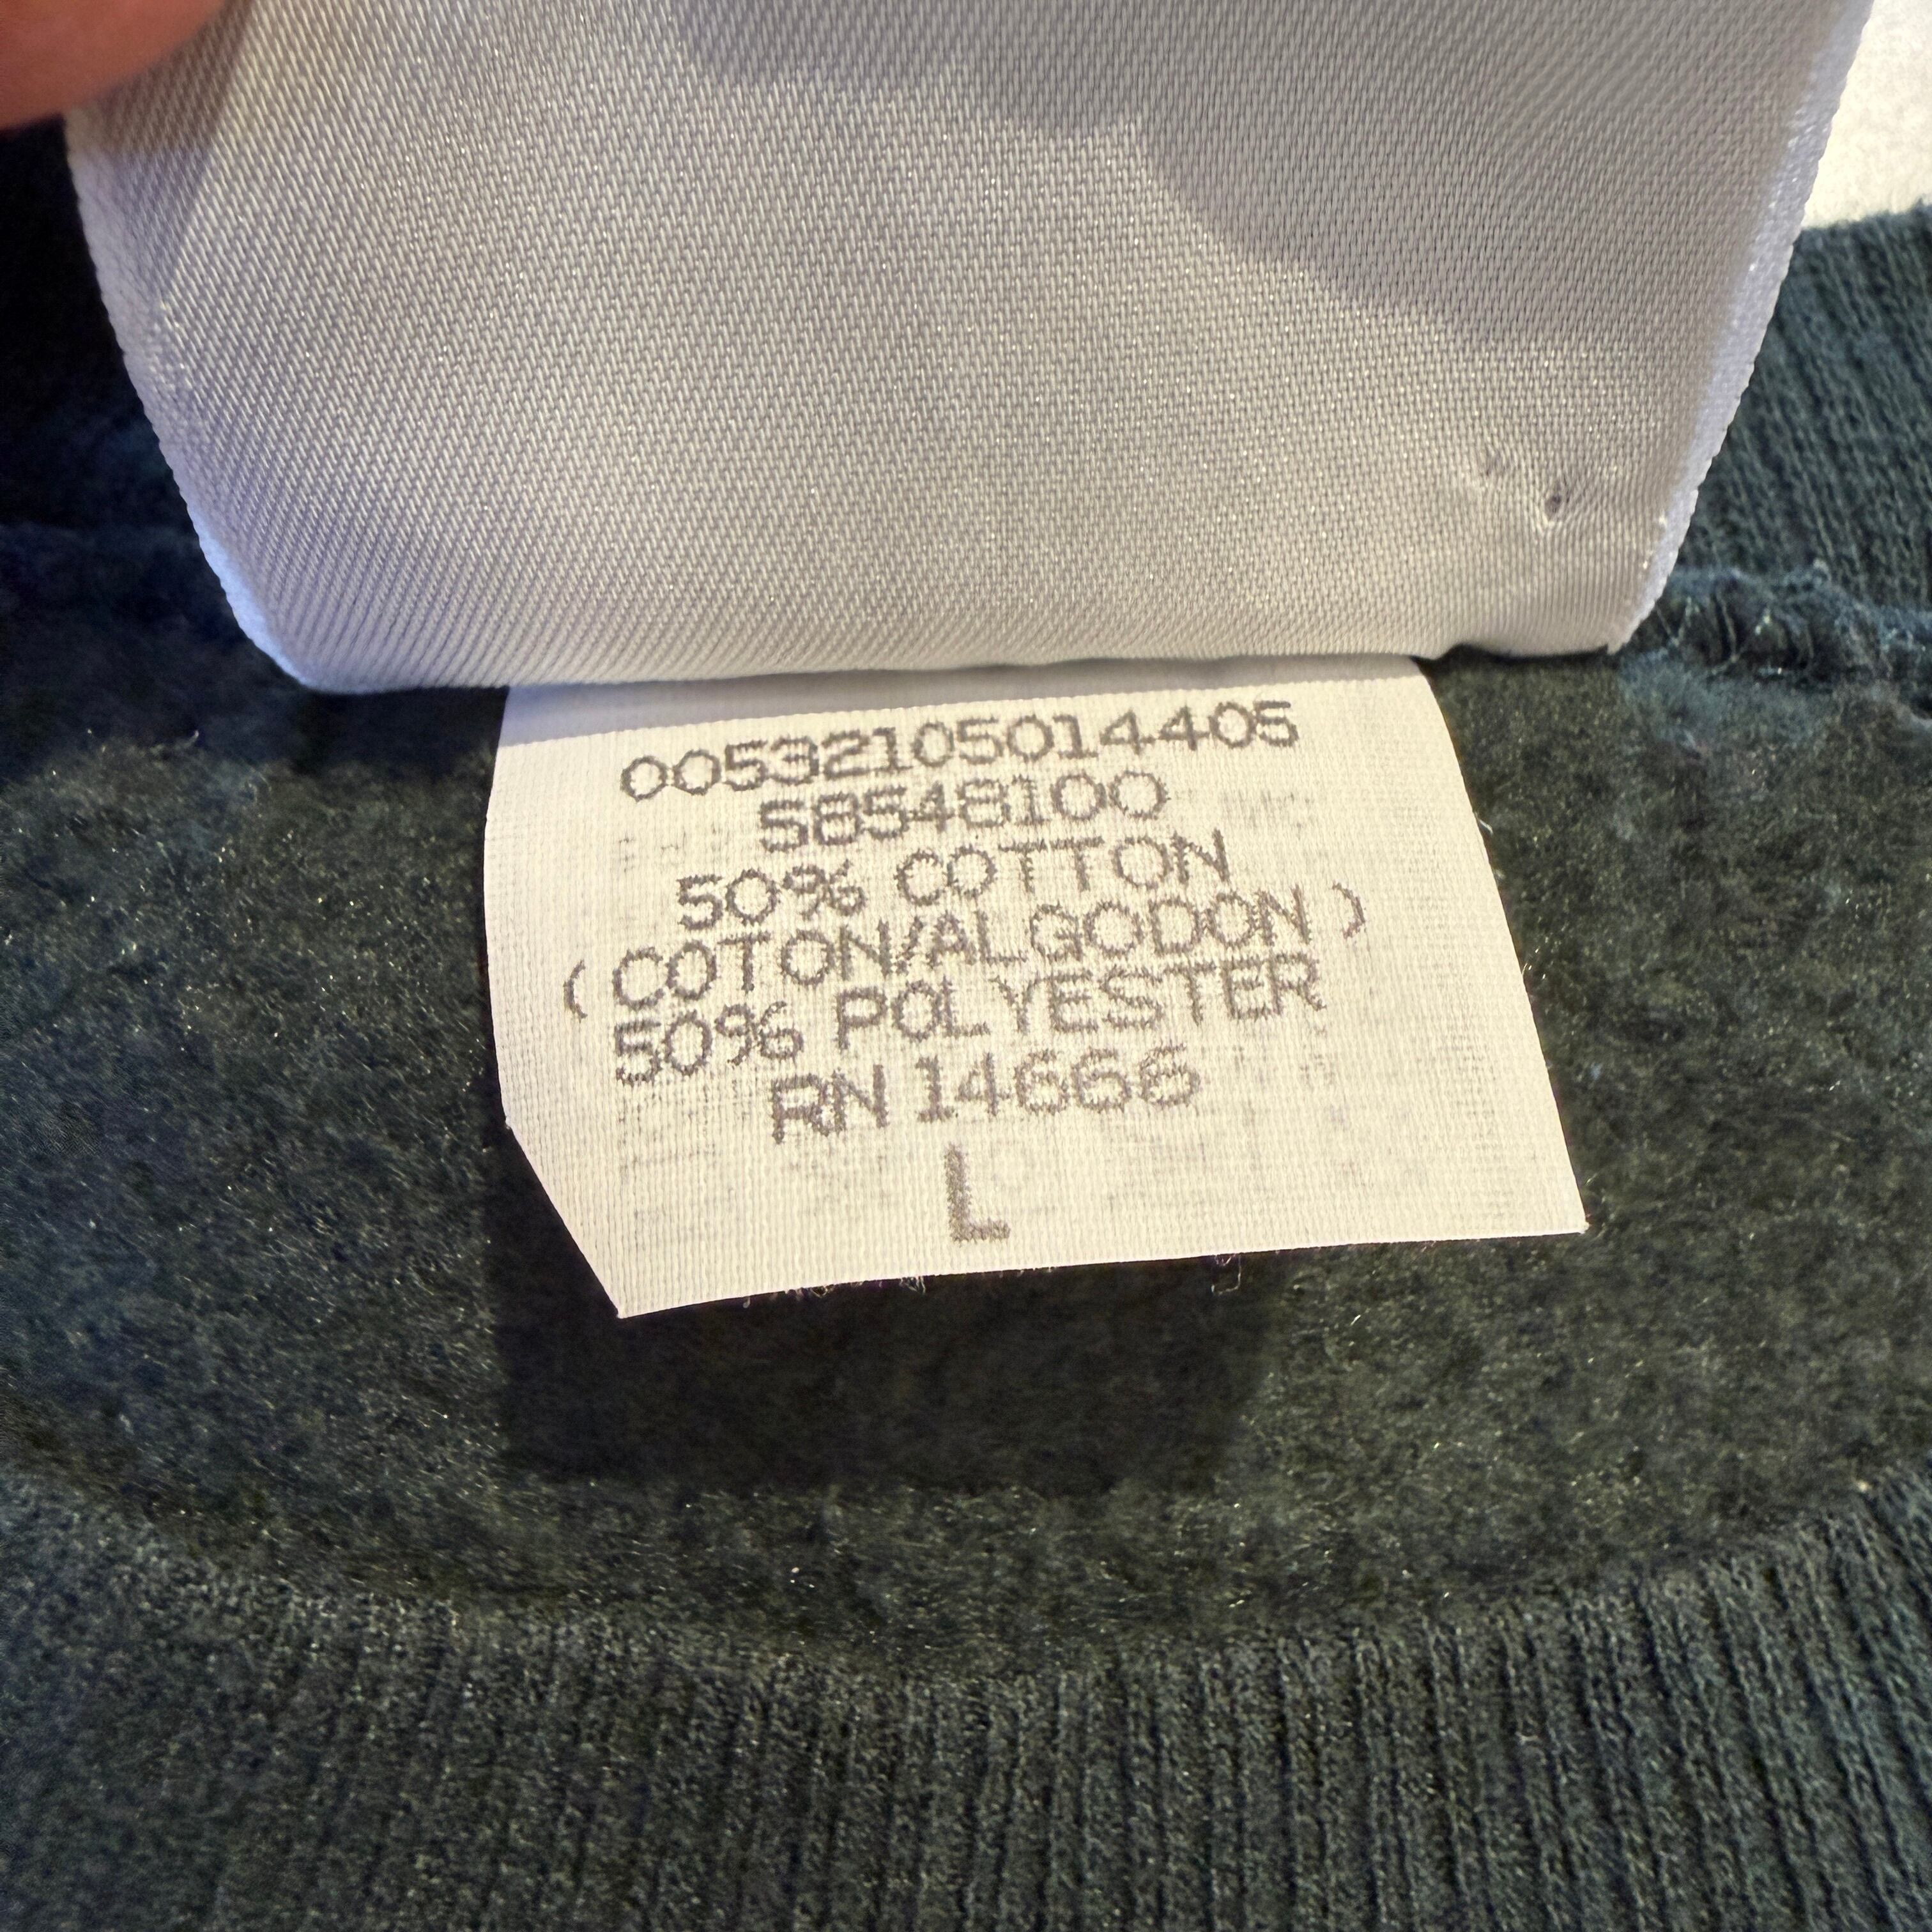 00532105014405
58548100
50% COTTON
(COTON/ALGODON)
50% POLYESTER
RN 14666
L